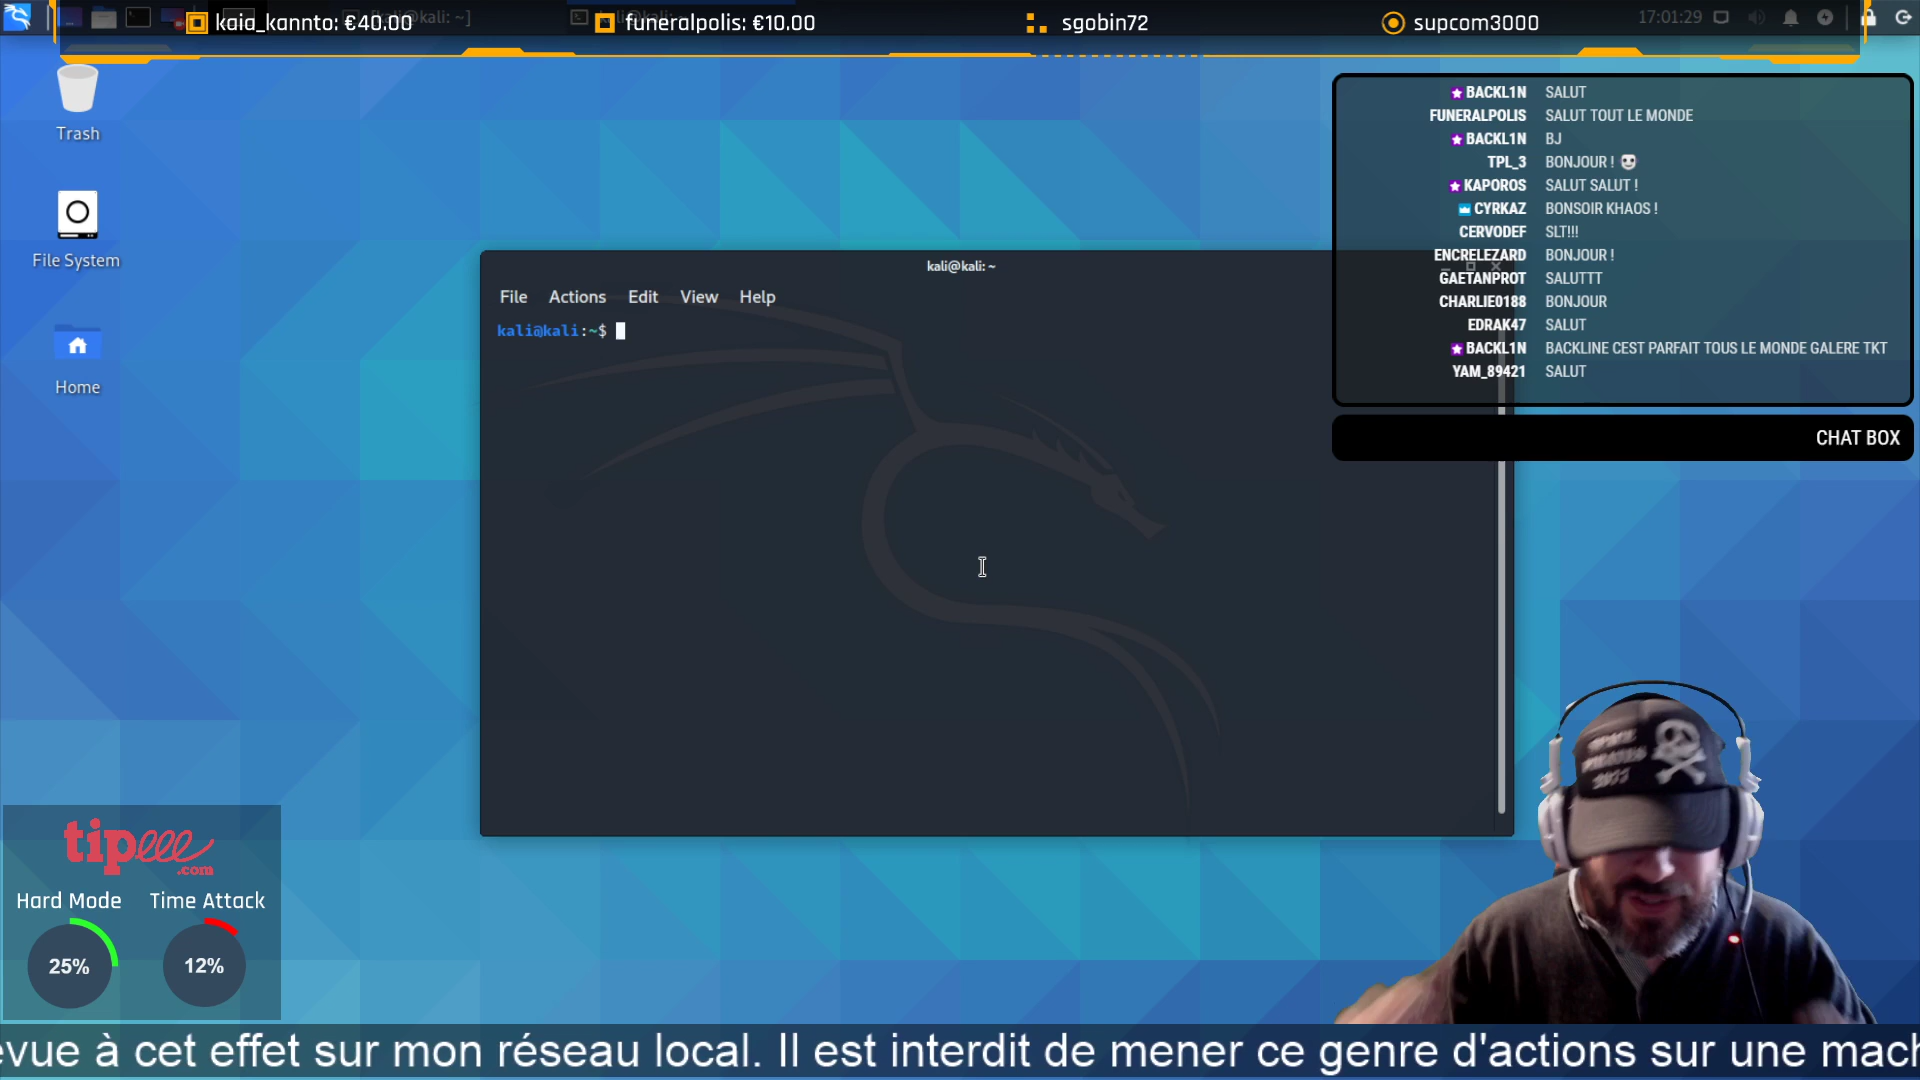 kaia_kannto: €40.00
funeralpolis: €10.00
sgobin72
supcom3000
17:01:29
Trash
File System
Home
kali@kali: ~
File Actions Edit View Help
kali@kali:~$
BACKL1N SALUT
FUNERALPOLIS SALUT TOUT LE MONDE
BACKL1N BJ
TPL_3 BONJOUR !
KAPOROS SALUT SALUT !
CYRKAZ BONSOIR KHAOS !
CERVODEF SLT!!!
ENCRELEZARD BONJOUR !
GAETANPROT SALUTTT
CHARLIE0188 BONJOUR
EDRAK47 SALUT
BACKL1N BACKLINE CEST PARFAIT TOUS LE MONDE GALERE TKT
YAM_89421 SALUT
CHAT BOX
tipeee
.com
Hard Mode Time Attack
25% 12%
SPACE
PIRATES
evue à cet effet sur mon réseau local. Il est interdit de mener ce genre d'actions sur une mach